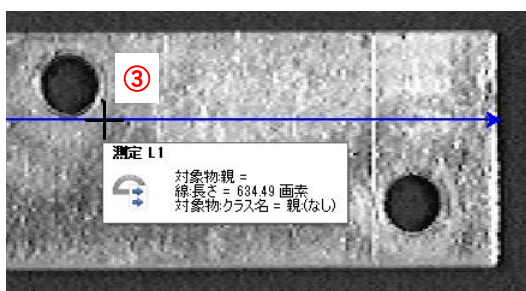 ③
測定 L1
対象物:親 =
線:長さ = 634.49 画素
対象物:クラス名 = 親:(なし)